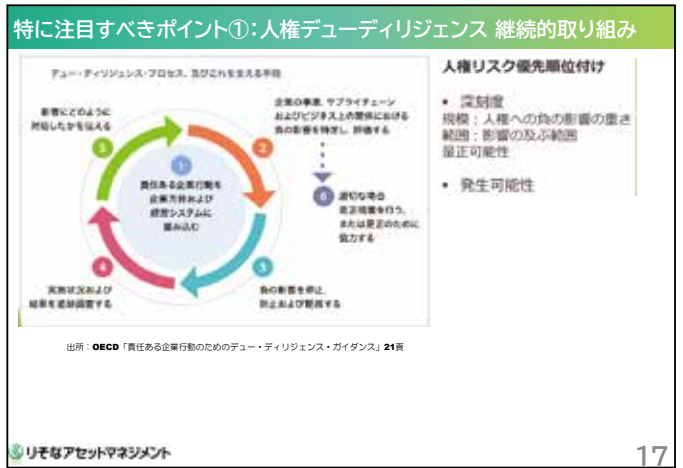 特に注目すべきポイント①:人権デューディリジェンス 継続的取り組み
デュー・ディリジェンス・プロセス、及びこれを支える手段
影響にどのように
対処したかを伝える
企業の事業、サプライチェーン
およびビジネス上の関係における
負の影響を特定し、評価する
5
2
1
責任ある企業行動を
企業方針および
経営システムに
組み込む
6
適切な場合
是正措置を行う、
または是正のために
協力する
4
3
実施状況および
結果を追跡調査する
負の影響を停止、
防止および軽減する
出所：OECD「責任ある企業行動のためのデュー・ディリジェンス・ガイダンス」21頁
人権リスク優先順位付け
• 深刻度
規模：人権への負の影響の重さ
範囲：影響の及ぶ範囲
是正可能性
• 発生可能性
りそなアセットマネジメント
17